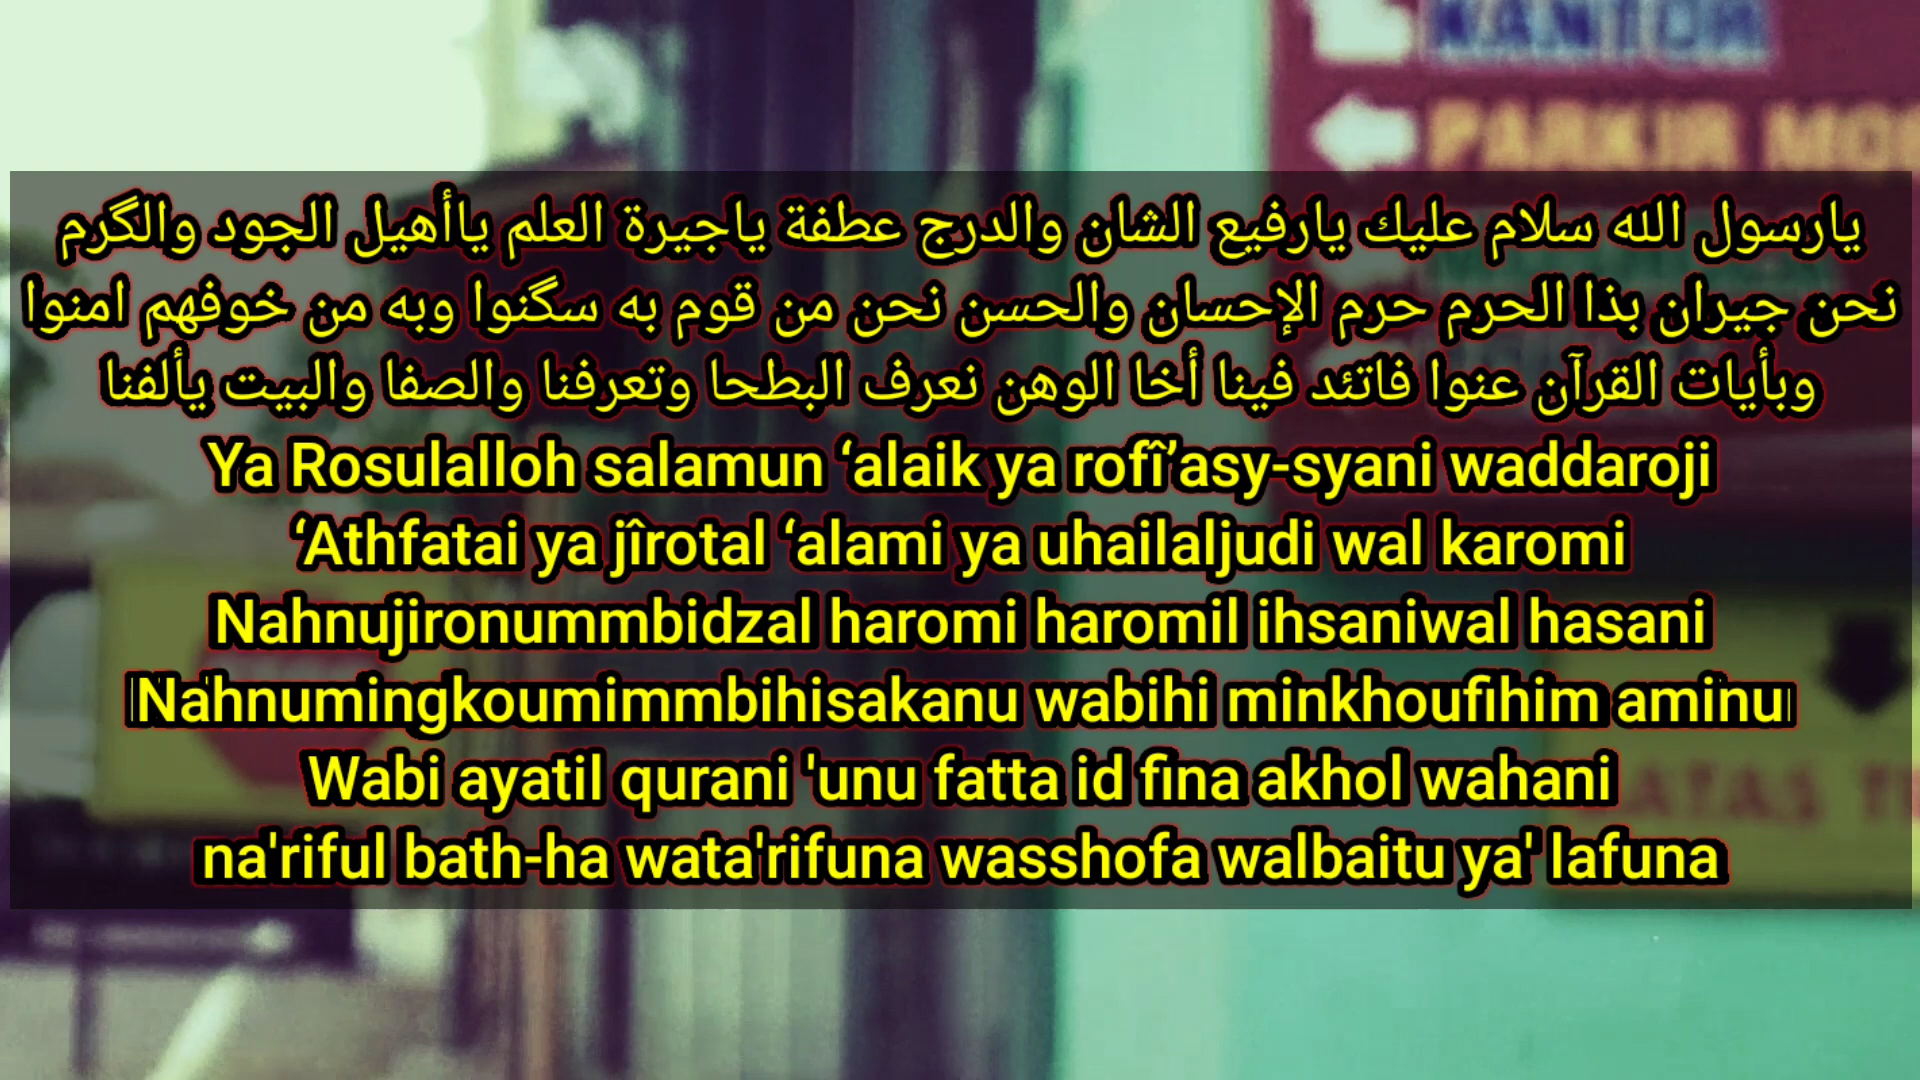 KANTOR
PARKIR MO
يارسول الله سلام عليك يارفيع الشان والدرج عطفة ياجيرة العلم ياأهيل الجود والگرم
نحن جيران بذا الحرم حرم الإحسان والحسن نحن من قوم به سگنوا وبه من خوفهم امنوا
وبأيات القرآن عنوا فاتئد فينا أخا الوهن نعرف البطحا وتعرفنا والصفا والبيت يألفنا
Ya Rosulalloh salamun ‘alaik ya rofî’asy-syani waddaroji
‘Athfatai ya jîrotal ‘alami ya uhailaljudi wal karomi
Nahnujironummbidzal haromi haromil ihsaniwal hasani
Nahnumingkoumimmbihisakanu wabihi minkhoufihim aminu
Wabi ayatil qurani 'unu fatta id fina akhol wahani
na'riful bath-ha wata'rifuna wasshofa walbaitu ya' lafuna